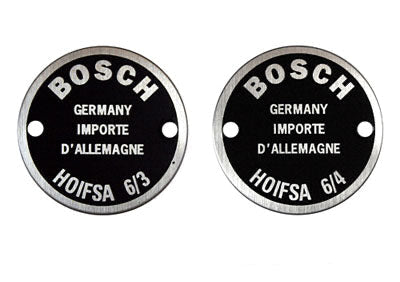 BOSCH
GERMANY
IMPORTE
D'ALLEMAGNE
HOIFSA 6/3
BOSCH
GERMANY
IMPORTE
D'ALLEMAGNE
HOIFSA 6/4